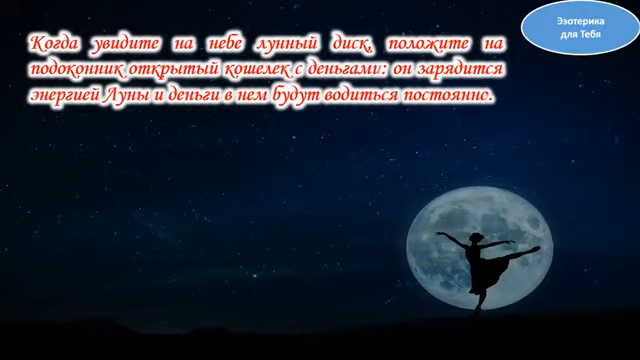 Эзотерика
для Тебя
Когда увидите на небе лунный диск, положите на
подоконник открытый кошелек с деньгами: он зарядится
энергией Луны и деньги в нем будут водиться постоянно.